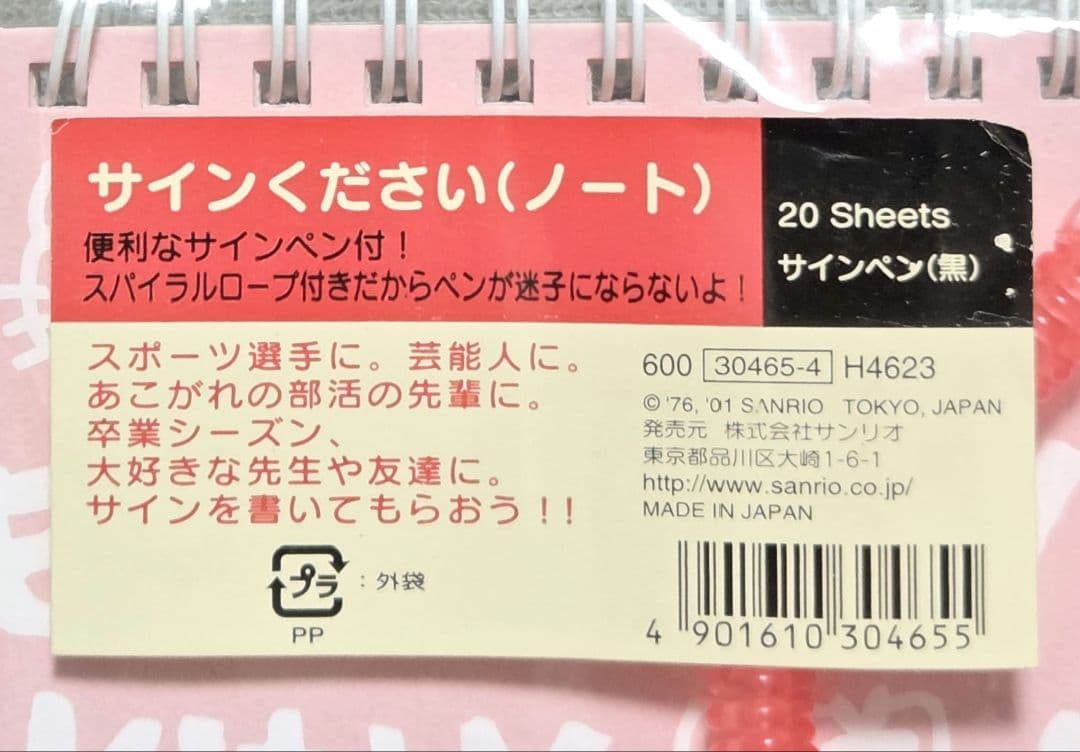 サインください(ノート)
便利なサインペン付！
スパイラルロープ付きだからペンが迷子にならないよ！
20 Sheets
サインペン(黒)
スポーツ選手に。芸能人に。
あこがれの部活の先輩に。
卒業シーズン、
大好きな先生や友達に。
サインを書いてもらおう！！
プラ：外袋
PP
600 30465-4 H4623
© '76, '01 SANRIO TOKYO, JAPAN
発売元 株式会社サンリオ
東京都品川区大崎1-6-1
http://www.sanrio.co.jp/
MADE IN JAPAN
4 901610 304655